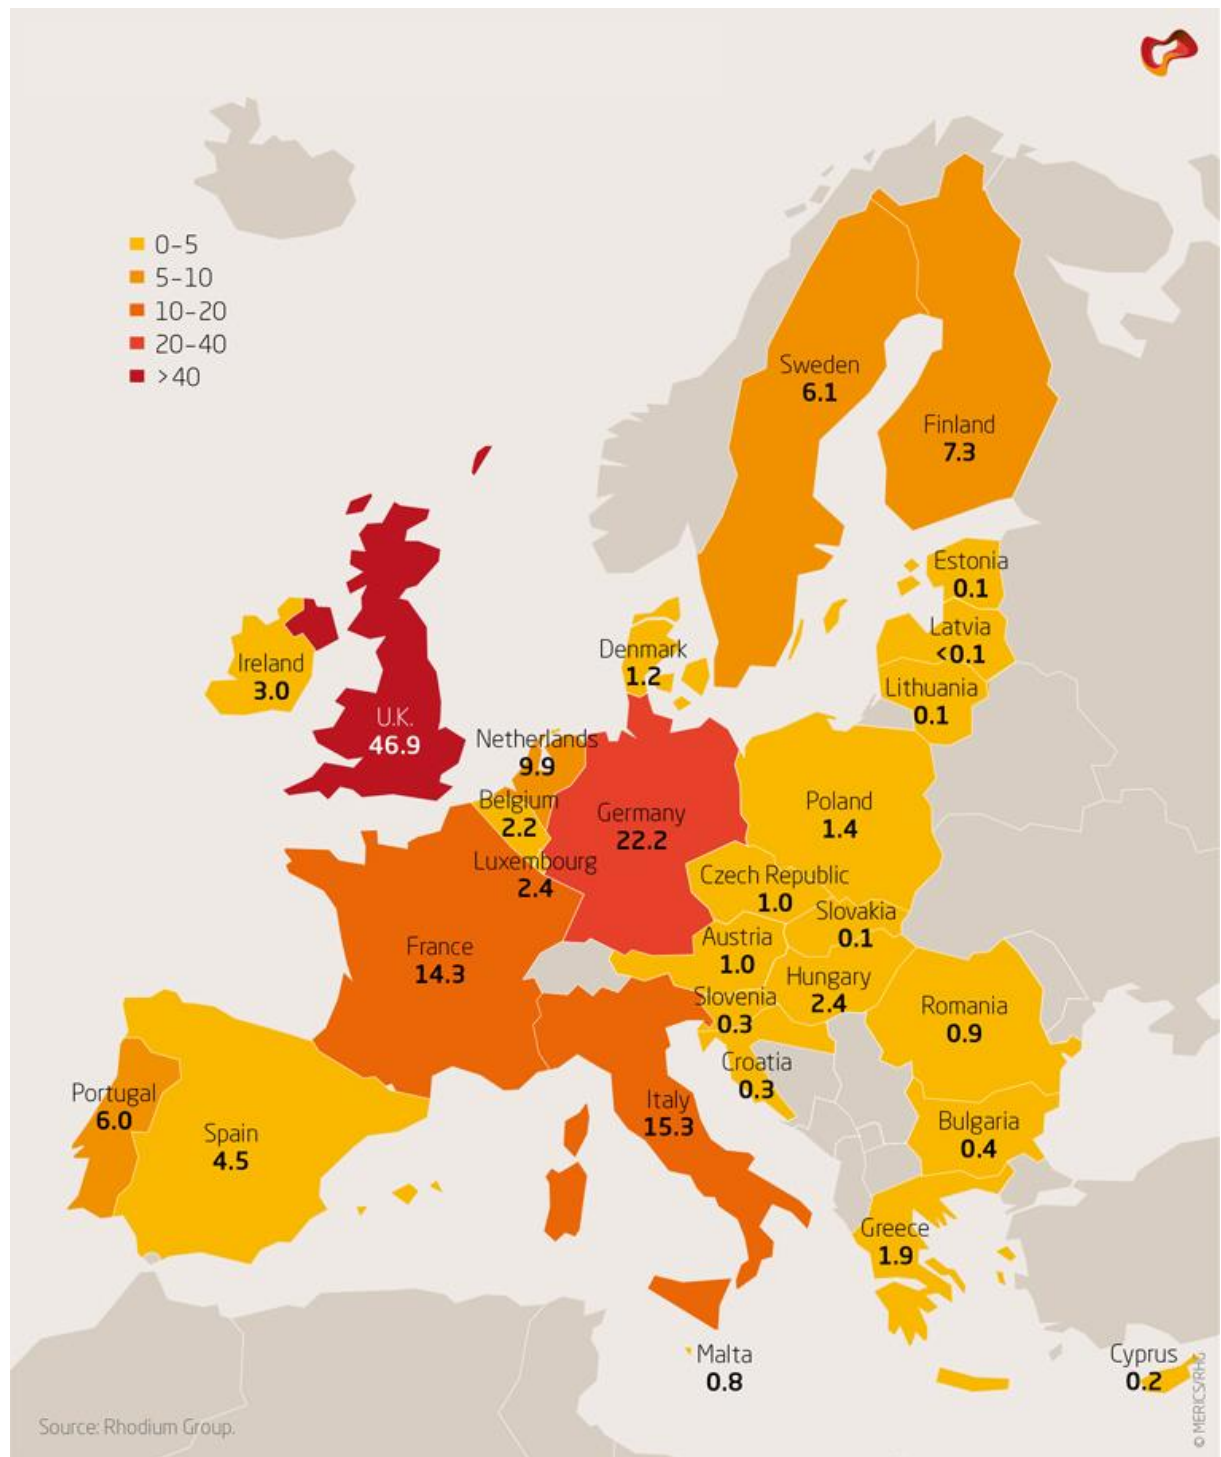 0–5
5–10
10–20
20–40
>40
Sweden
6.1
Finland
7.3
Estonia
0.1
Latvia
<0.1
Lithuania
0.1
Denmark
1.2
Ireland
3.0
U.K.
46.9
Netherlands
9.9
Belgium
2.2
Luxembourg
2.4
Germany
22.2
Poland
1.4
Czech Republic
1.0
Slovakia
0.1
Austria
1.0
Hungary
2.4
Slovenia
0.3
Croatia
0.3
Romania
0.9
Bulgaria
0.4
France
14.3
Italy
15.3
Portugal
6.0
Spain
4.5
Greece
1.9
Malta
0.8
Cyprus
0.2
Source: Rhodium Group.
© MERICS/RHG